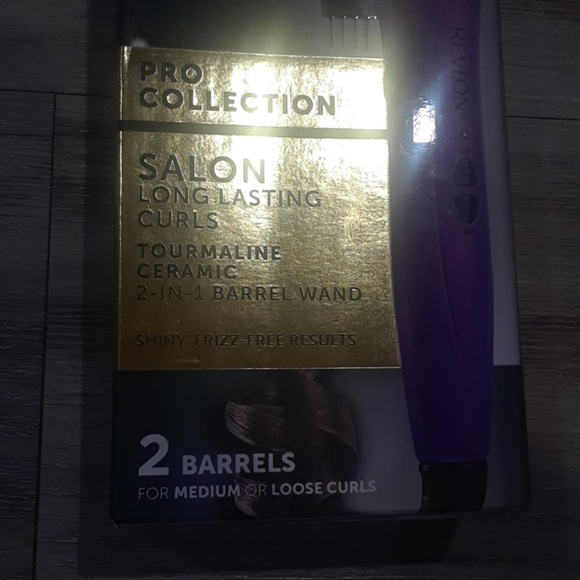 PRO
COLLECTION
SALON
LONG LASTING
CURLS
TOURMALINE
CERAMIC
2-IN-1 BARREL WAND
SHINY, FRIZZ-FREE RESULTS
2 BARRELS
FOR MEDIUM OR LOOSE CURLS
REVLON